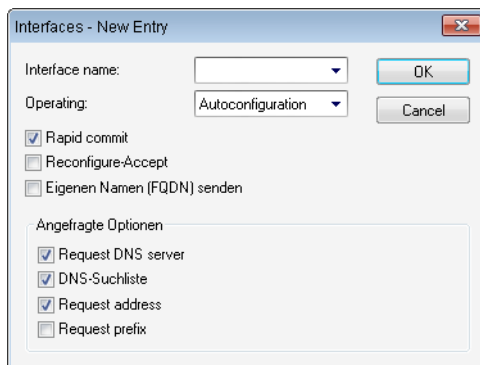 Interfaces - New Entry
Interface name:
OK
Operating:
Autoconfiguration
Cancel
Rapid commit
Reconfigure-Accept
Eigenen Namen (FQDN) senden
Angefragte Optionen
Request DNS server
DNS-Suchliste
Request address
Request prefix